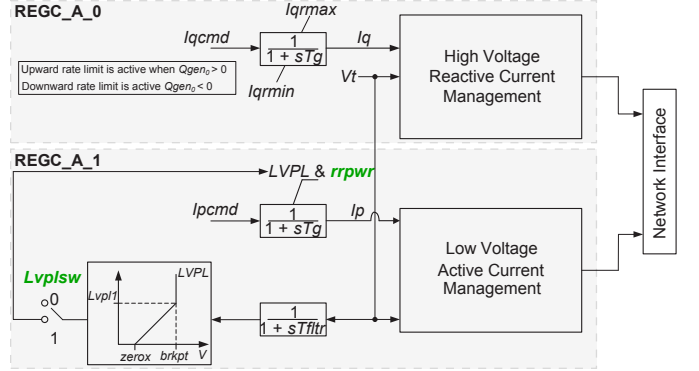 REGC_A_0
Iqrmax
Iqcmd
1
1 + sTg
Iq
Iqrmin
Upward rate limit is active when Qgen₀ > 0
Downward rate limit is active Qgen₀ < 0
Vt
High Voltage
Reactive Current
Management
Network Interface
REGC_A_1
LVPL & rrpwr
Ipcmd
1
1 + sTg
Ip
Low Voltage
Active Current
Management
Lvplsw
0
1
LVPL
Lvpl1
zerox
brkpt
V
1
1 + sTfltr